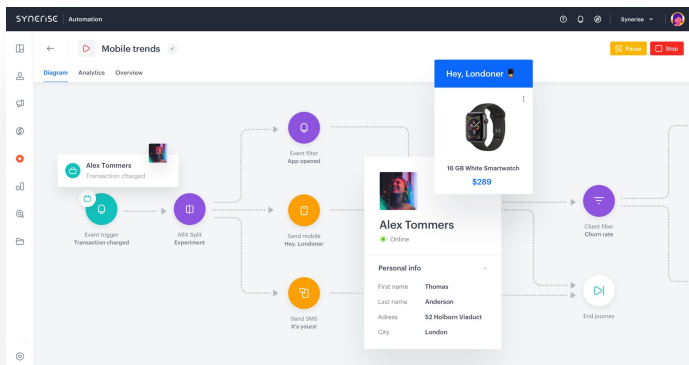 SYNERISE Automation
Synerise
Mobile trends
Pause
Stop
Diagram Analytics Overview
Hey, Londoner
16 GB White Smartwatch
$289
Alex Tommers
Transaction charged
Event trigger
Transaction charged
ABX Split
Experiment
Event filter
App opened
Send mobile
Hey, Londoner
Send SMS
It's yours!
Alex Tommers
Online
Personal info
First name Thomas
Last name Anderson
Adress 52 Holborn Viaduct
City London
Client filter
Churn rate
End journey